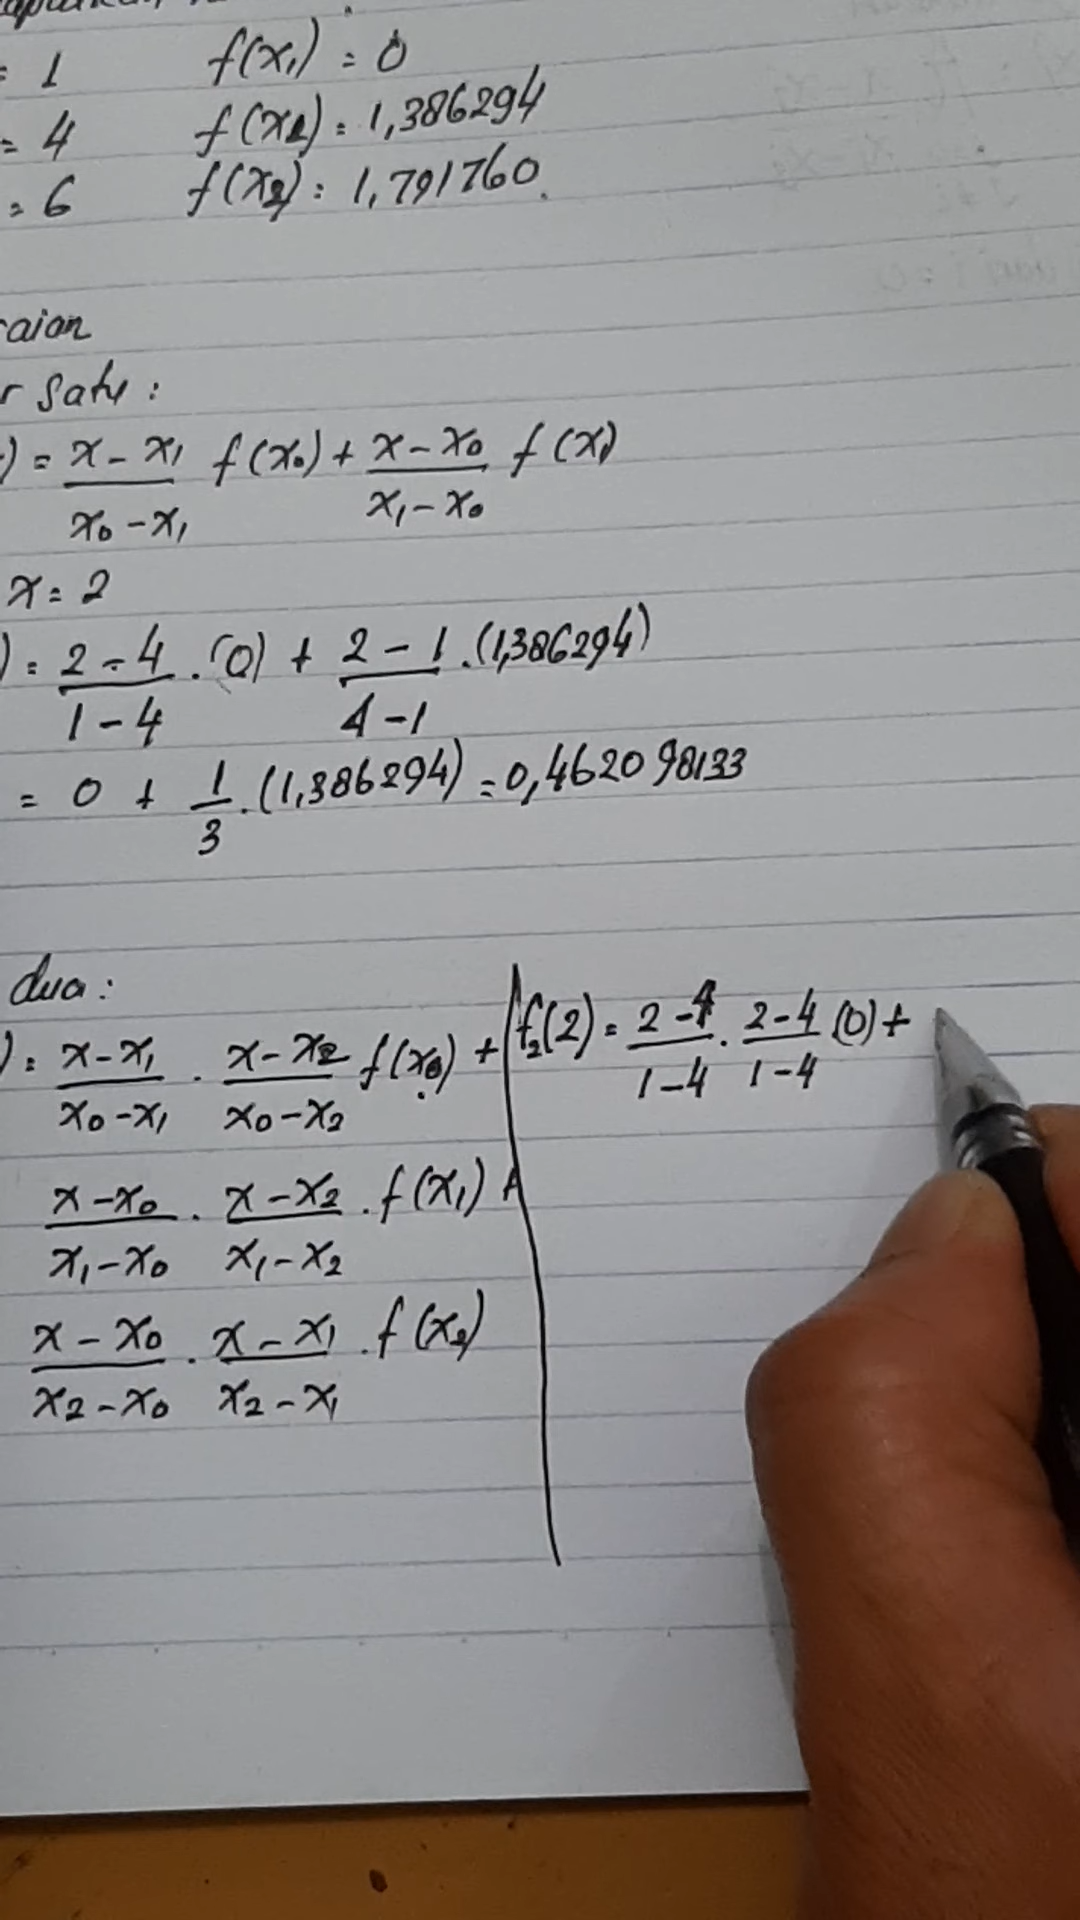 = 1 f(x₁) = 0
= 4 f(x₁) = 1,386294
= 6 f(x₂) = 1,791760.
r satu :
) = x - x₁ / x₀ - x₁ f(x₀) + x - x₀ / x₁ - x₀ f(x₁)
x = 2
) = 2 - 4 / 1 - 4 . (0) + 2 - 1 / 4 - 1 . (1,386294)
= 0 + 1/3 . (1,386294) = 0,462098133
dua :
) = x - x₁ / x₀ - x₁ . x - x₂ / x₀ - x₂ f(x₀) +
x - x₀ / x₁ - x₀ . x - x₂ / x₁ - x₂ . f(x₁) +
x - x₀ / x₂ - x₀ . x - x₁ / x₂ - x₁ . f(x₂)
f₂(2) = 2 - 4 / 1 - 4 . 2 - 4 / 1 - 4 (0) +